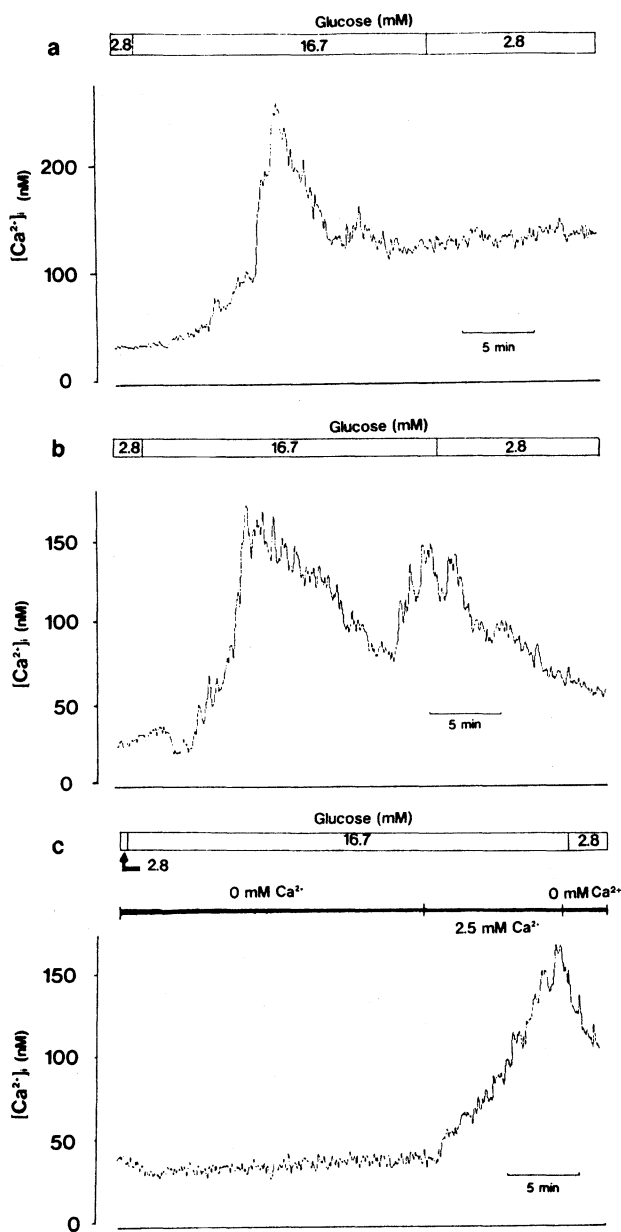 Glucose (mM)
a
2.8 16.7 2.8
200
100
0
[Ca²⁺]i (nM)
5 min
Glucose (mM)
b
2.8 16.7 2.8
150
100
50
0
[Ca²⁺]i (nM)
5 min
Glucose (mM)
c
16.7 2.8
2.8
0 mM Ca²⁺ 0 mM Ca²⁺
2.5 mM Ca²⁺
150
100
50
0
[Ca²⁺]i (nM)
5 min